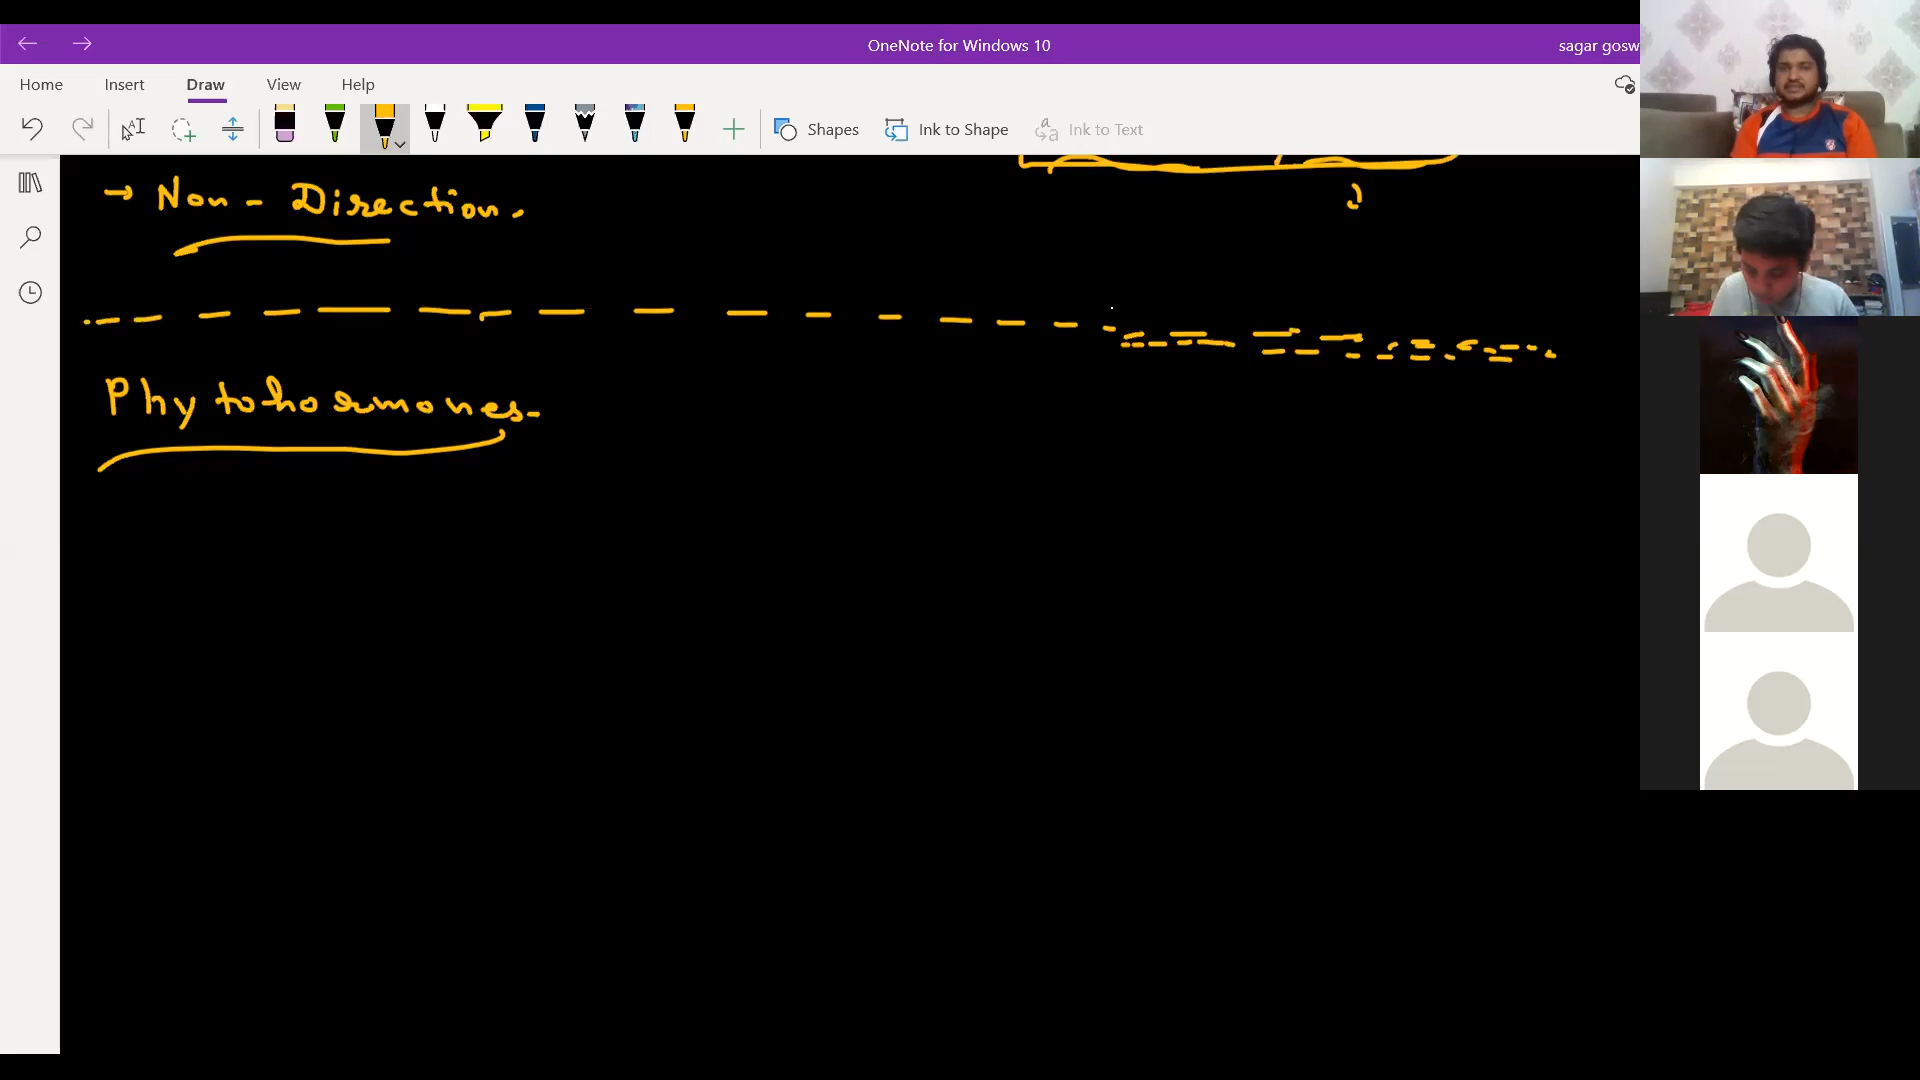 OneNote for Windows 10
sagar gosw
Home Insert Draw View Help
Shapes Ink to Shape Ink to Text
→ Non - Direction.
Phytohormones-